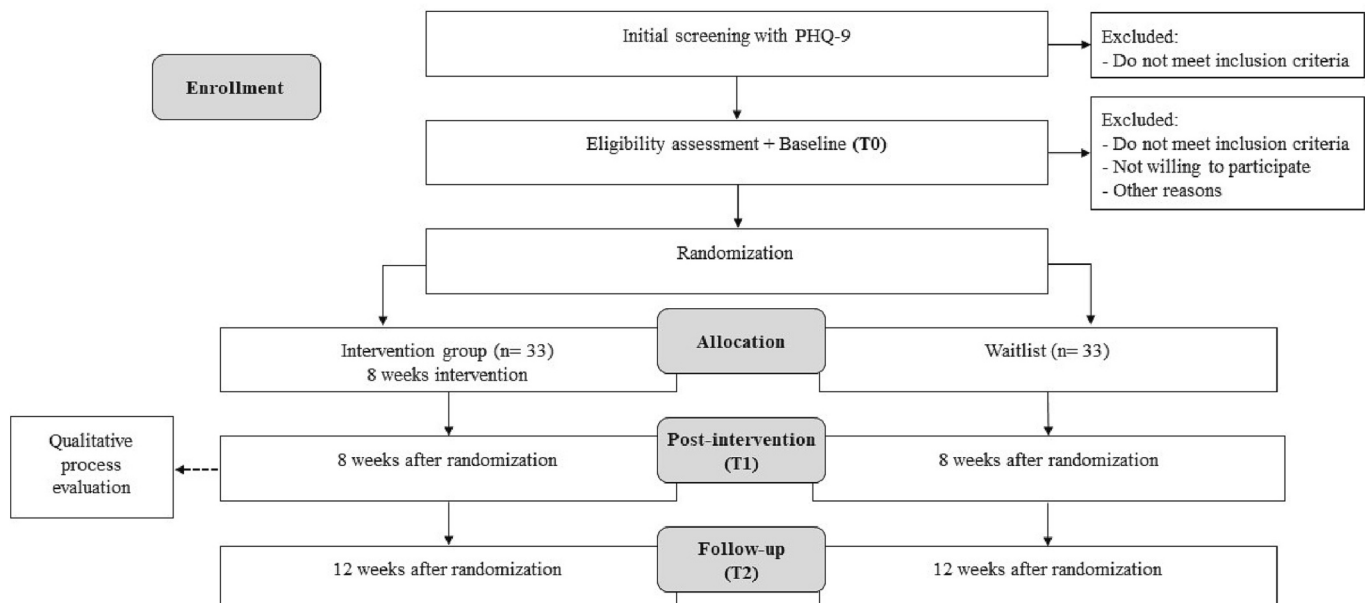 Initial screening with PHQ-9
Excluded:
- Do not meet inclusion criteria
Enrollment
Eligibility assessment + Baseline (T0)
Excluded:
- Do not meet inclusion criteria
- Not willing to participate
- Other reasons
Randomization
Intervention group (n= 33)
8 weeks intervention
Allocation
Waitlist (n= 33)
Qualitative
process
evaluation
8 weeks after randomization
Post-intervention
(T1)
8 weeks after randomization
12 weeks after randomization
Follow-up
(T2)
12 weeks after randomization